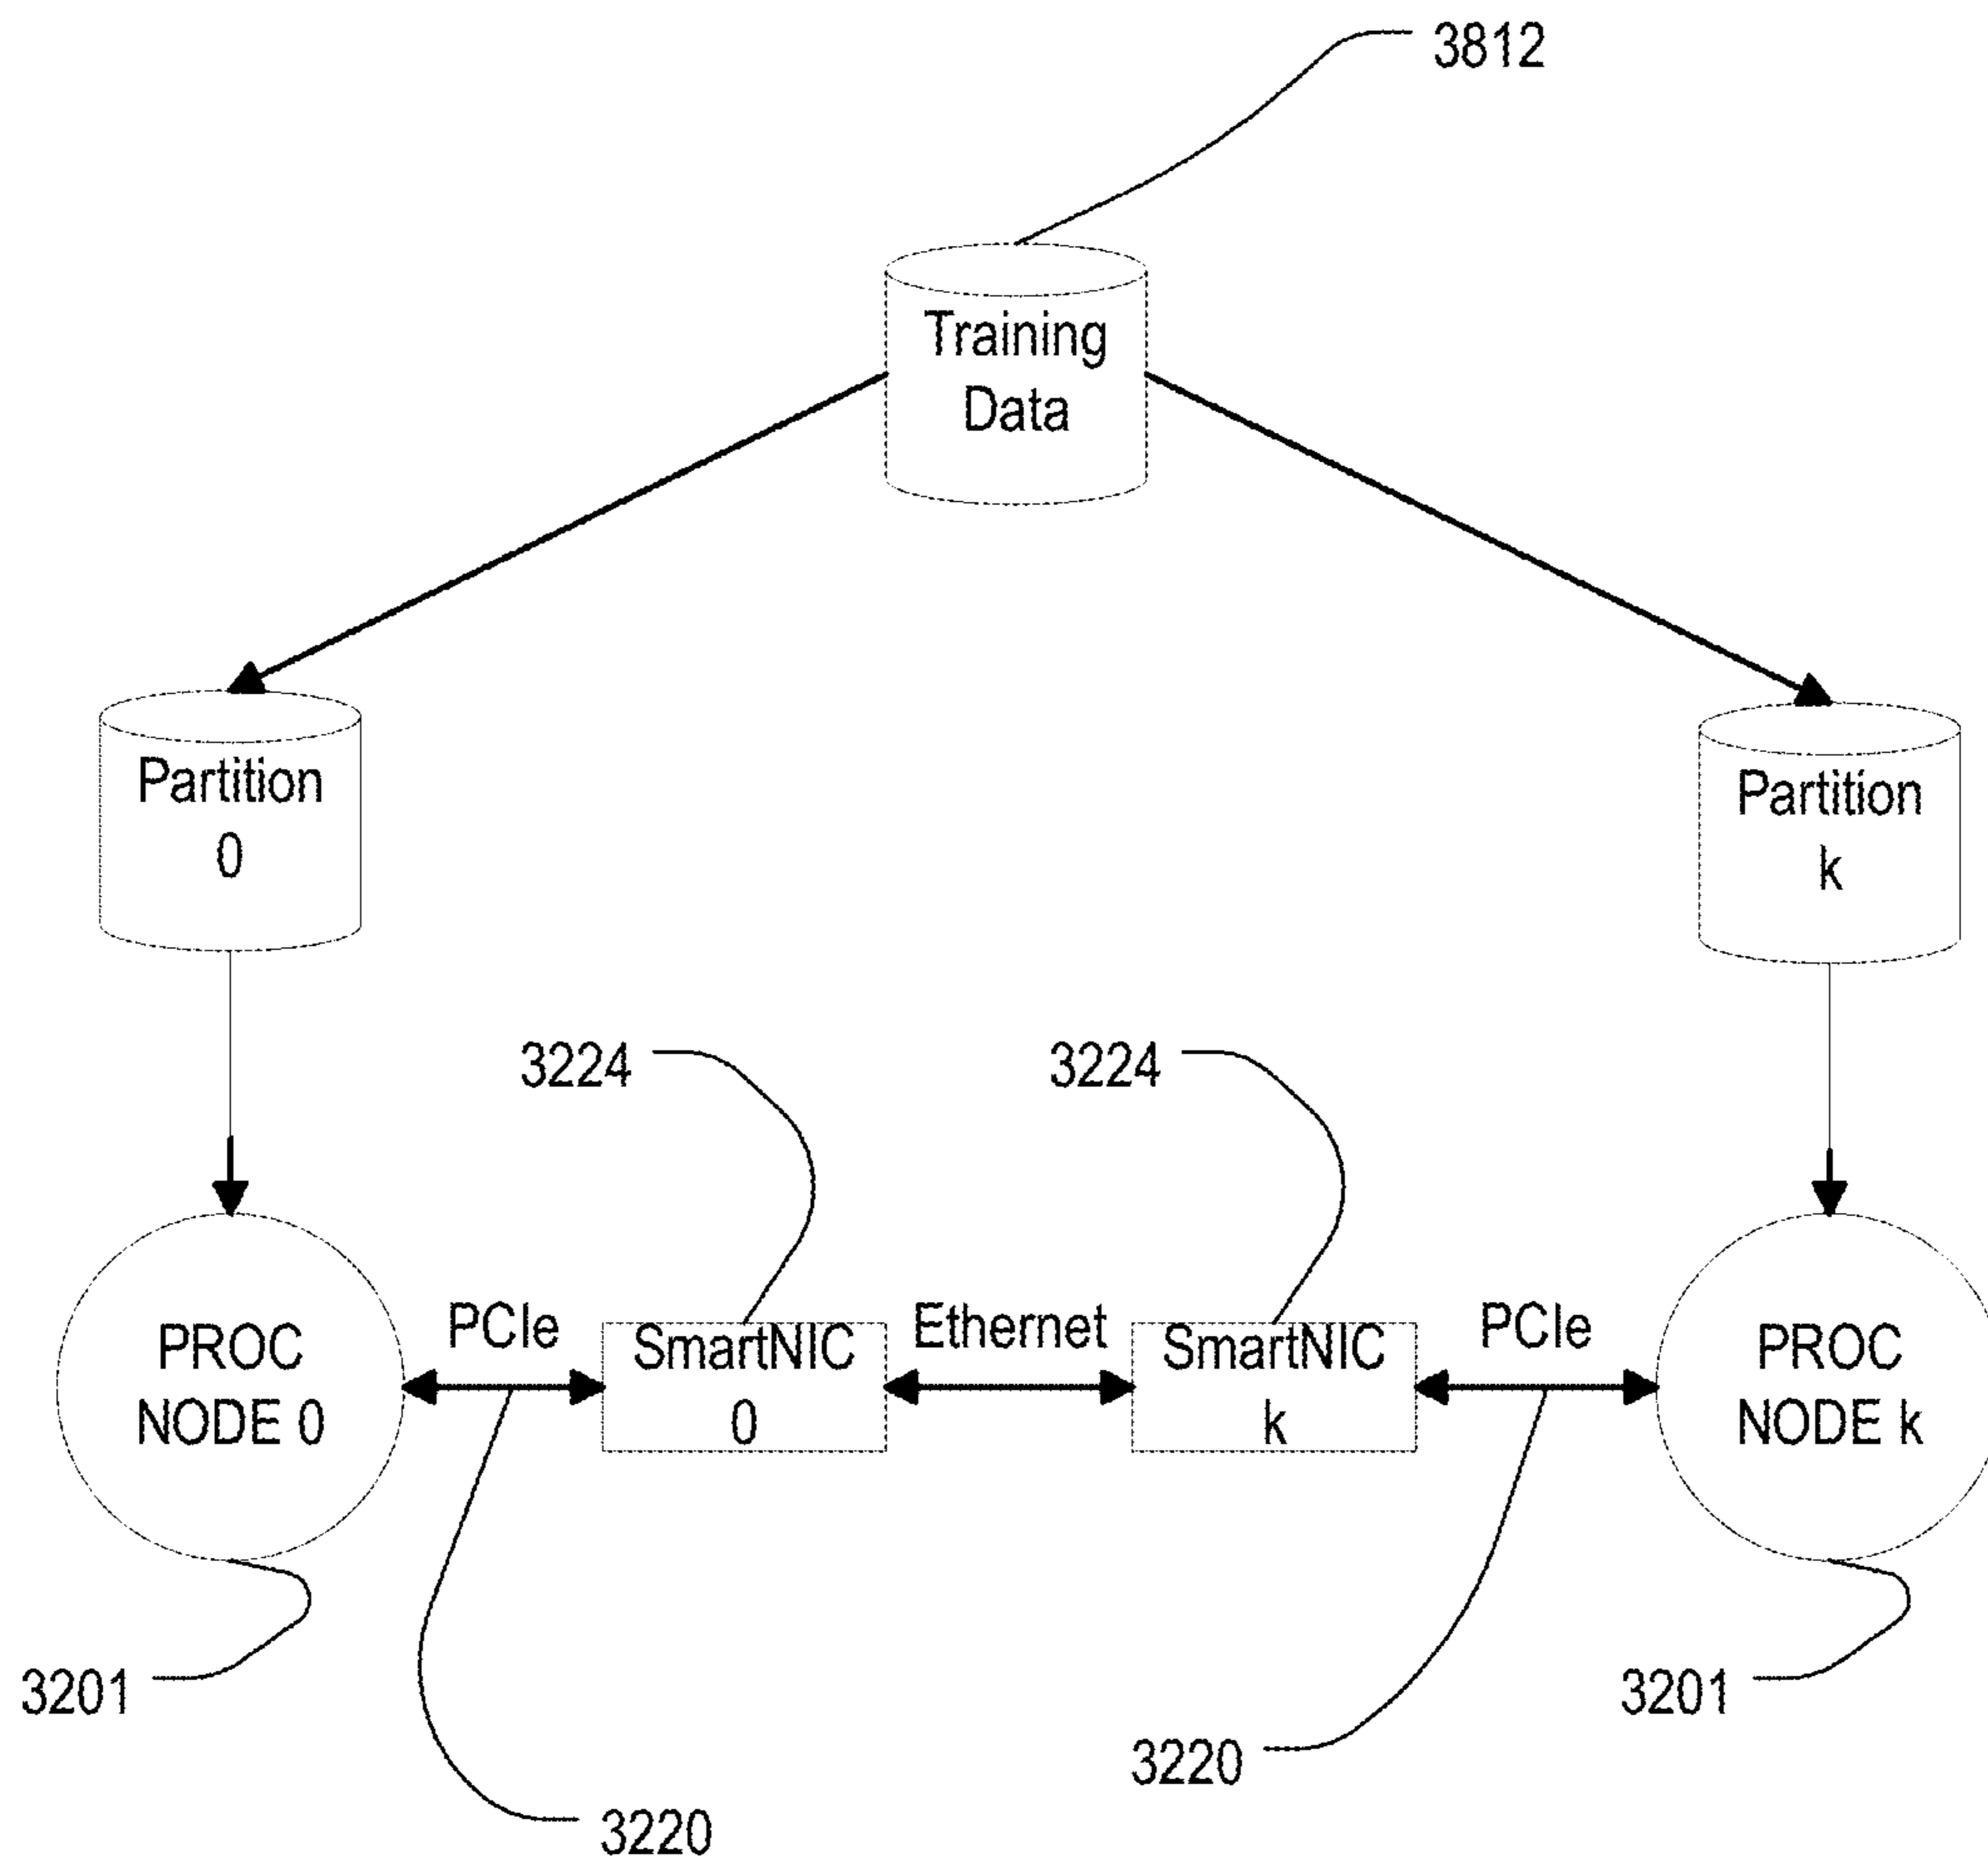 3812
Training
Data
Partition
0
Partition
k
3224
3224
PROC
NODE 0
PCIe
SmartNIC
0
Ethernet
SmartNIC
k
PCIe
PROC
NODE k
3201
3220
3220
3201